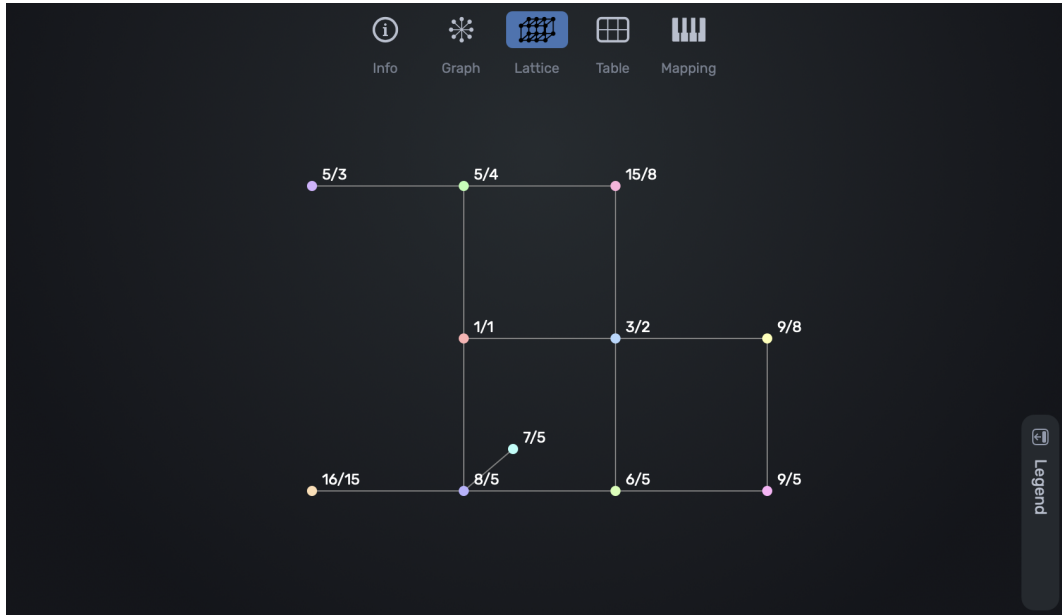 Info
Graph
Lattice
Table
Mapping
5/3
5/4
15/8
1/1
3/2
9/8
7/5
16/15
8/5
6/5
9/5
Legend